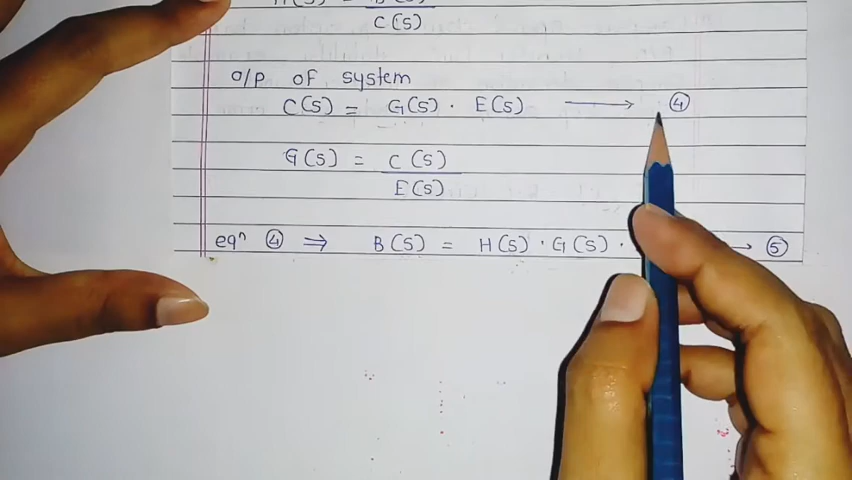 C(S)
o/p of system
C(S) = G(S) · E(S) ⟶ ④
G(S) = C(S)
E(S)
eqⁿ ④ ⇒ B(S) = H(S) · G(S) · → ⑤